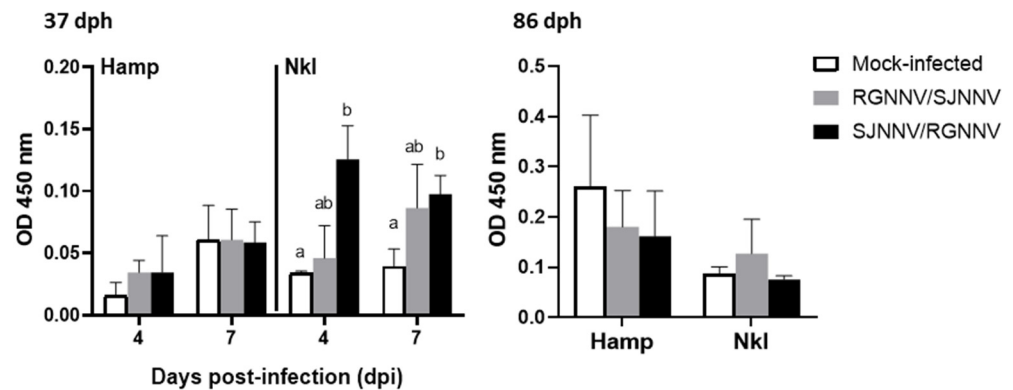 37 dph
86 dph
Hamp
Nkl
OD 450 nm
0.20
0.15
0.10
0.05
0.00
a
ab
b
a
ab
b
4
7
4
7
Days post-infection (dpi)
OD 450 nm
0.5
0.4
0.3
0.2
0.1
0.0
Hamp
Nkl
Mock-infected
RGNNV/SJNNV
SJNNV/RGNNV